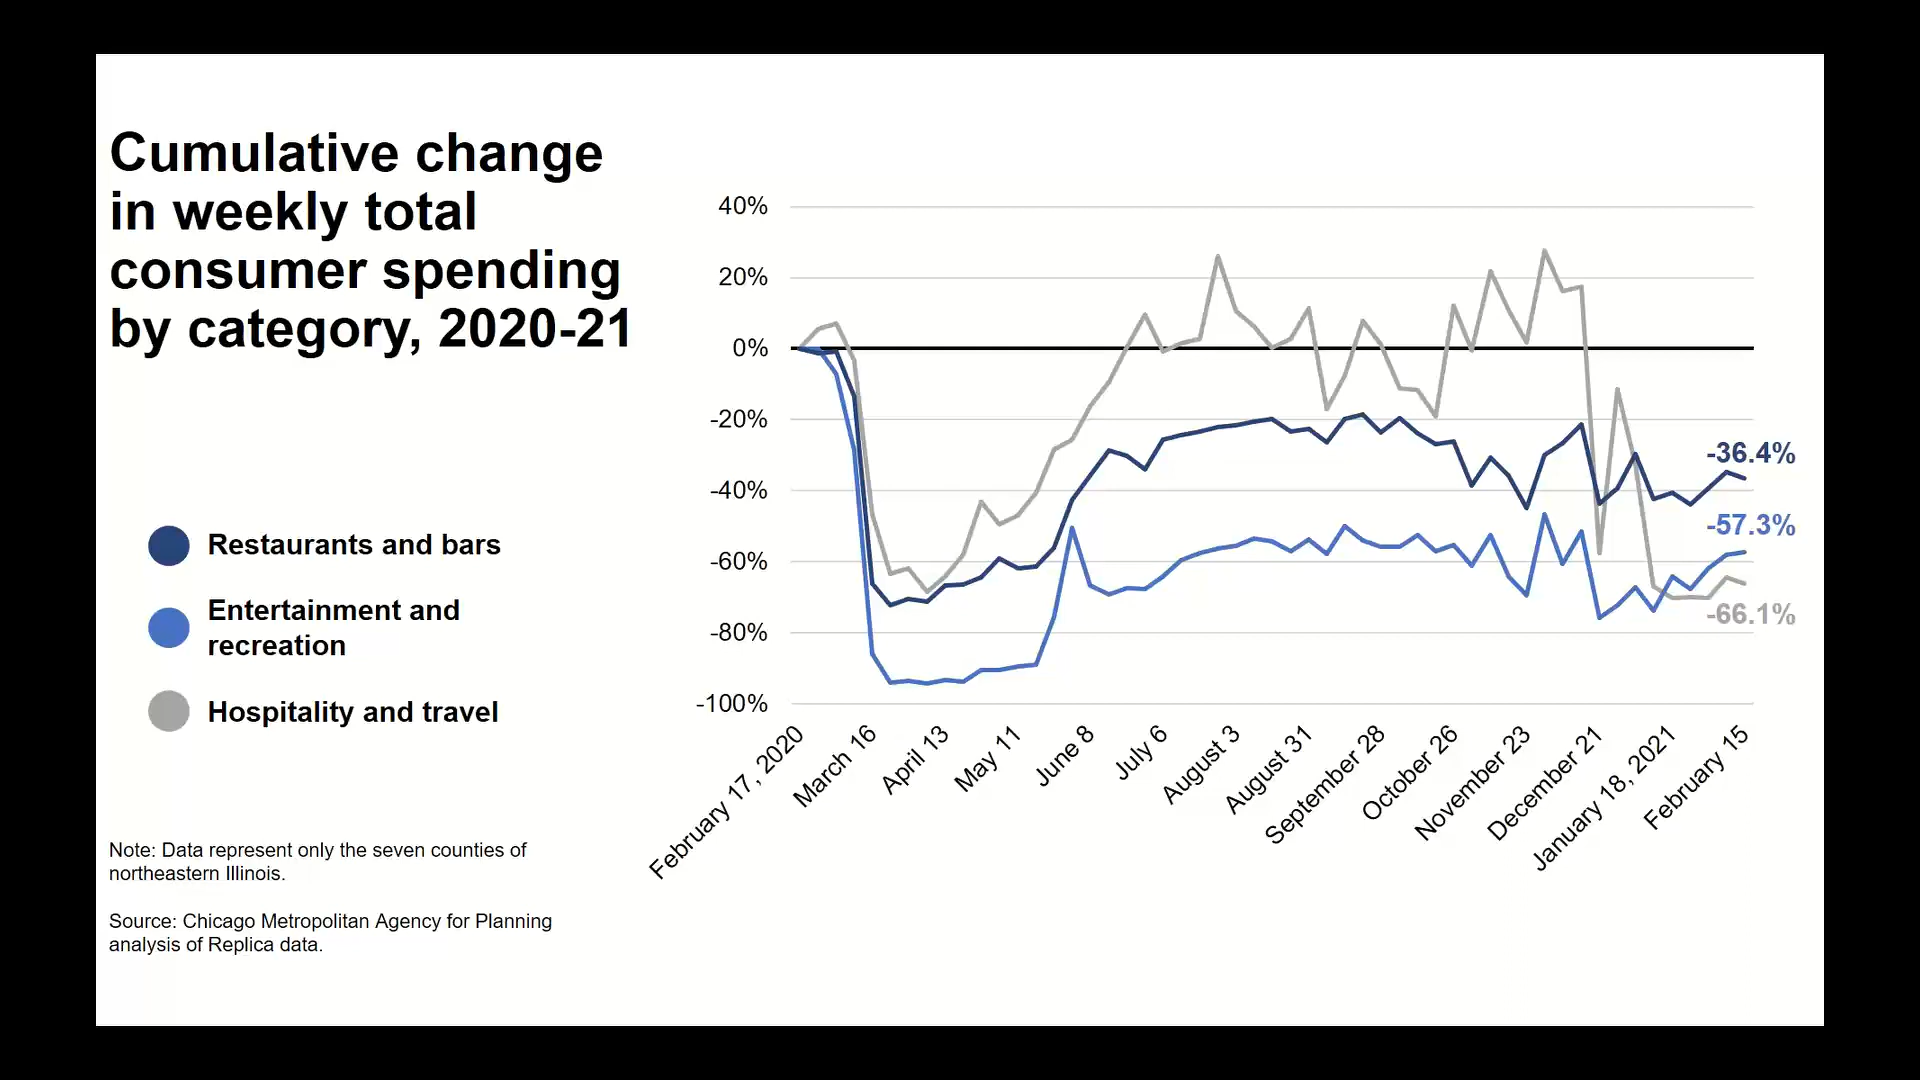 Cumulative change
in weekly total
consumer spending
by category, 2020-21
Restaurants and bars
Entertainment and
recreation
Hospitality and travel
Note: Data represent only the seven counties of
northeastern Illinois.
Source: Chicago Metropolitan Agency for Planning
analysis of Replica data.
40%
20%
0%
-20%
-40%
-60%
-80%
-100%
-36.4%
-57.3%
-66.1%
February 17, 2020
March 16
April 13
May 11
June 8
July 6
August 3
August 31
September 28
October 26
November 23
December 21
January 18, 2021
February 15